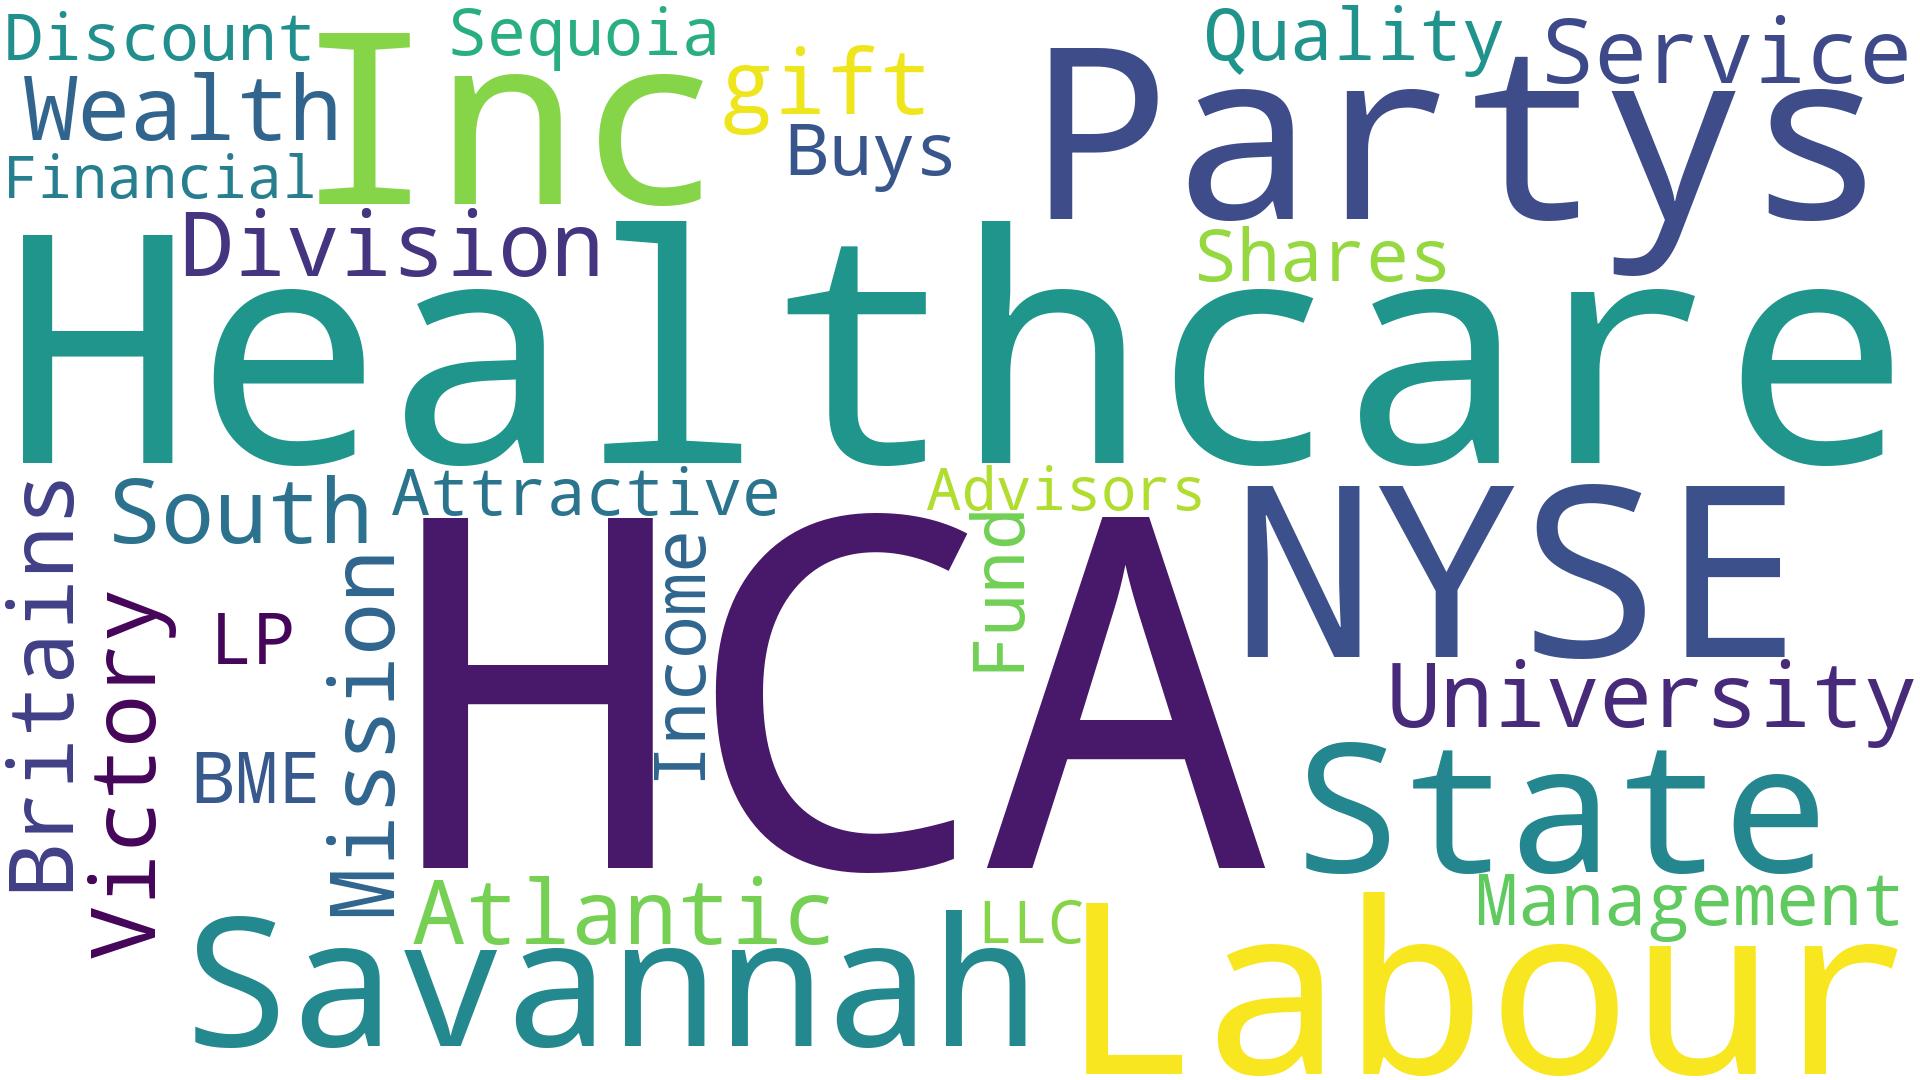 Discount
Inc
Sequoia
gift
Quality
Service
Wealth
Partys
Buys
Financial
Division
Shares
Healthcare
Britains
South
Attractive
Advisors
NYSE
HCA
Fund
Income
Mission
Victory
LP
University
BME
State
Atlantic
LLC
Management
Savannah
Labour